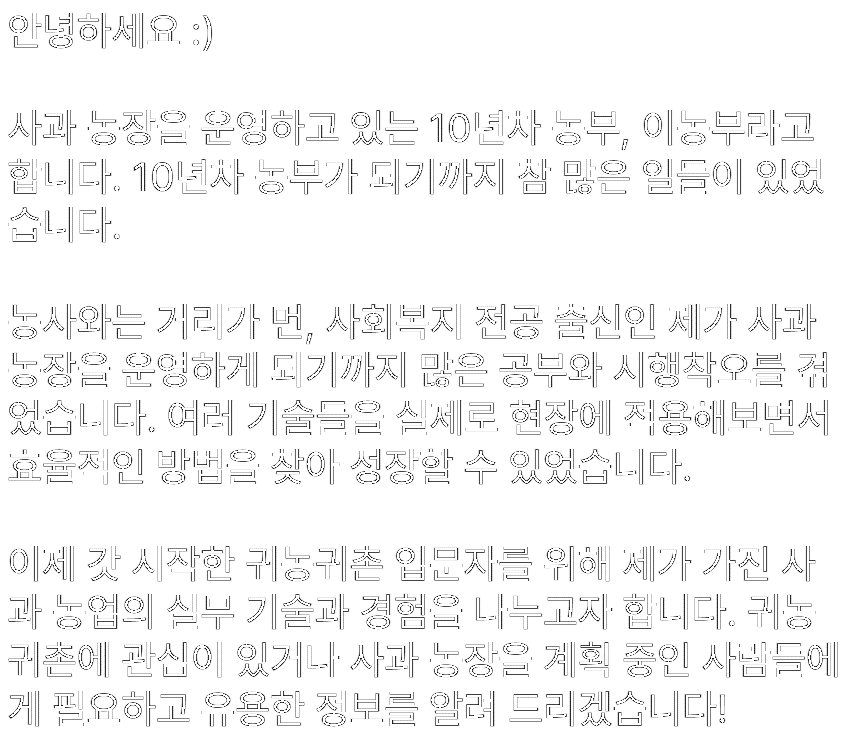 안녕하세요 :)
사과 농장을 운영하고 있는 10년차 농부, 이농부라고
합니다. 10년차 농부가 되기까지 참 많은 일들이 있었
습니다.
농사와는 거리가 먼, 사회복지 전공 출신인 제가 사과
농장을 운영하게 되기까지 많은 공부와 시행착오를 겪
었습니다. 여러 기술들을 실제로 현장에 적용해보면서
효율적인 방법을 찾아 성장할 수 있었습니다.
이제 갓 시작한 귀농귀촌 입문자를 위해 제가 가진 사
과 농업의 실무 기술과 경험을 나누고자 합니다. 귀농
귀촌에 관심이 있거나 사과 농장을 계획 중인 사람들에
게 필요하고 유용한 정보를 알려 드리겠습니다!